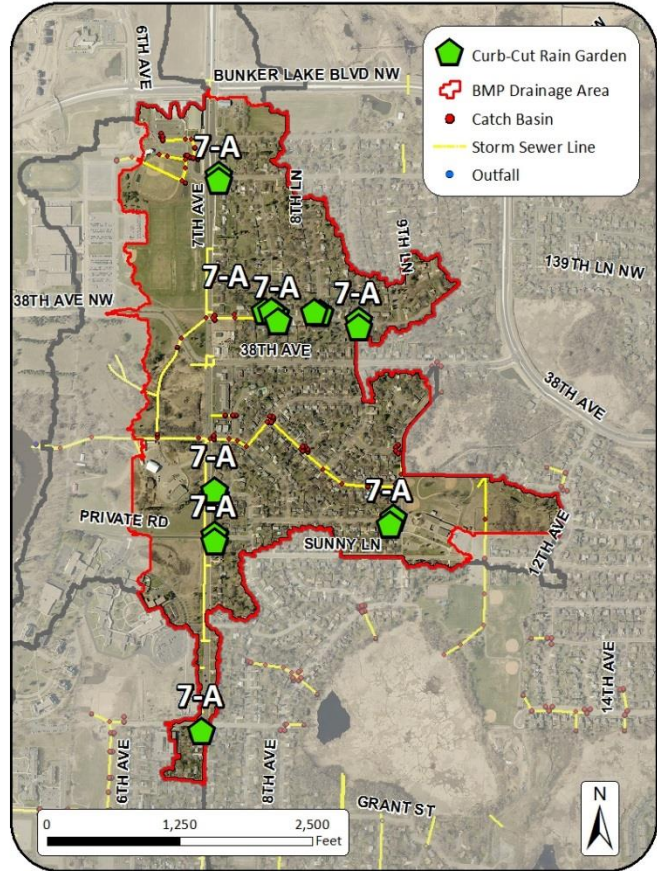 6TH AVE
BUNKER LAKE BLVD NW
Curb-Cut Rain Garden
BMP Drainage Area
Catch Basin
Storm Sewer Line
Outfall
7-A
7TH AVE
8TH LN
9TH LN
139TH LN NW
38TH AVE NW
7-A
7-A
7-A
38TH AVE
38TH AVE
7-A
7-A
7-A
PRIVATE RD
SUNNY LN
12TH AVE
7-A
6TH AVE
8TH AVE
14TH AVE
GRANT ST
0 1,250 2,500
Feet
N